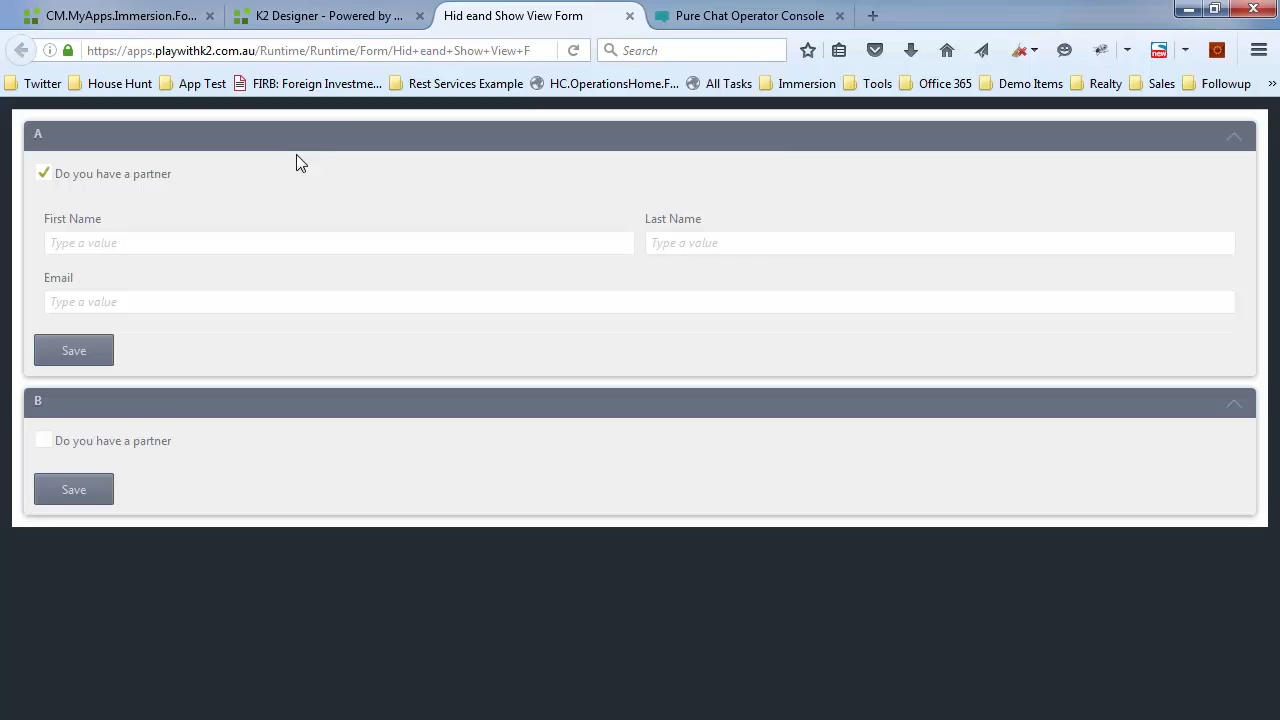 CM.MyApps.Immersion.Fo...
K2 Designer - Powered by ...
Hid eand Show View Form
Pure Chat Operator Console
https://apps.playwithk2.com.au/Runtime/Runtime/Form/Hid+eand+Show+View+F
Search
new
Twitter
House Hunt
App Test
FIRB: Foreign Investme...
Rest Services Example
HC.OperationsHome.F...
All Tasks
Immersion
Tools
Office 365
Demo Items
Realty
Sales
Followup
A
Do you have a partner
First Name
Last Name
Type a value
Type a value
Email
Type a value
Save
B
Do you have a partner
Save